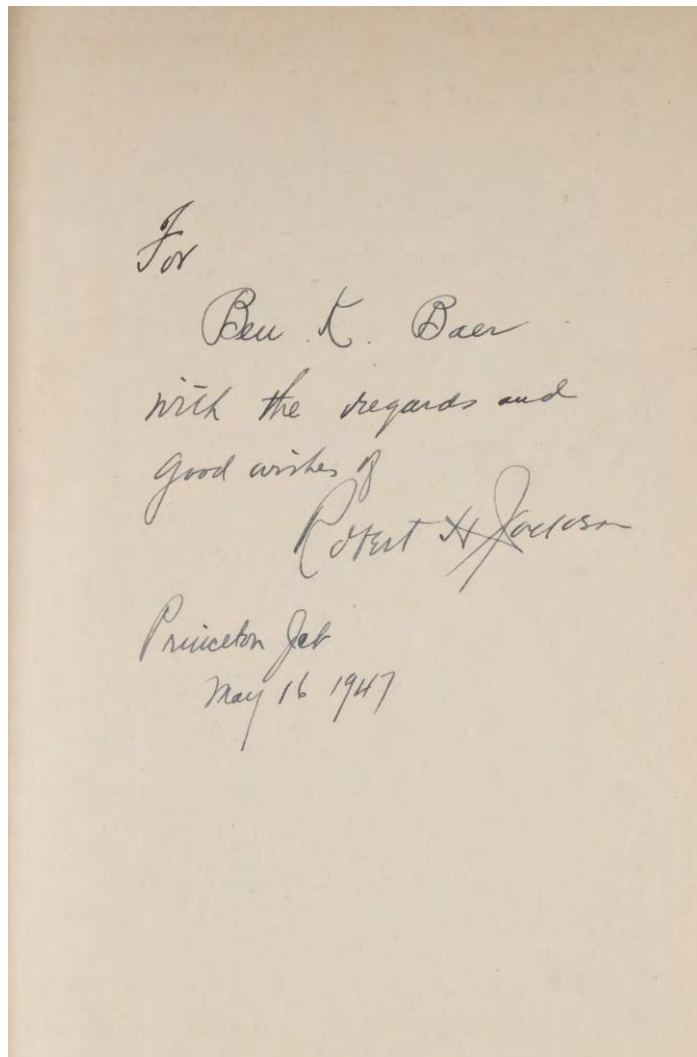 For
Ben K. Baer
with the regards and
good wishes of
Robert H Jackson
Princeton Jct
May 16 1947